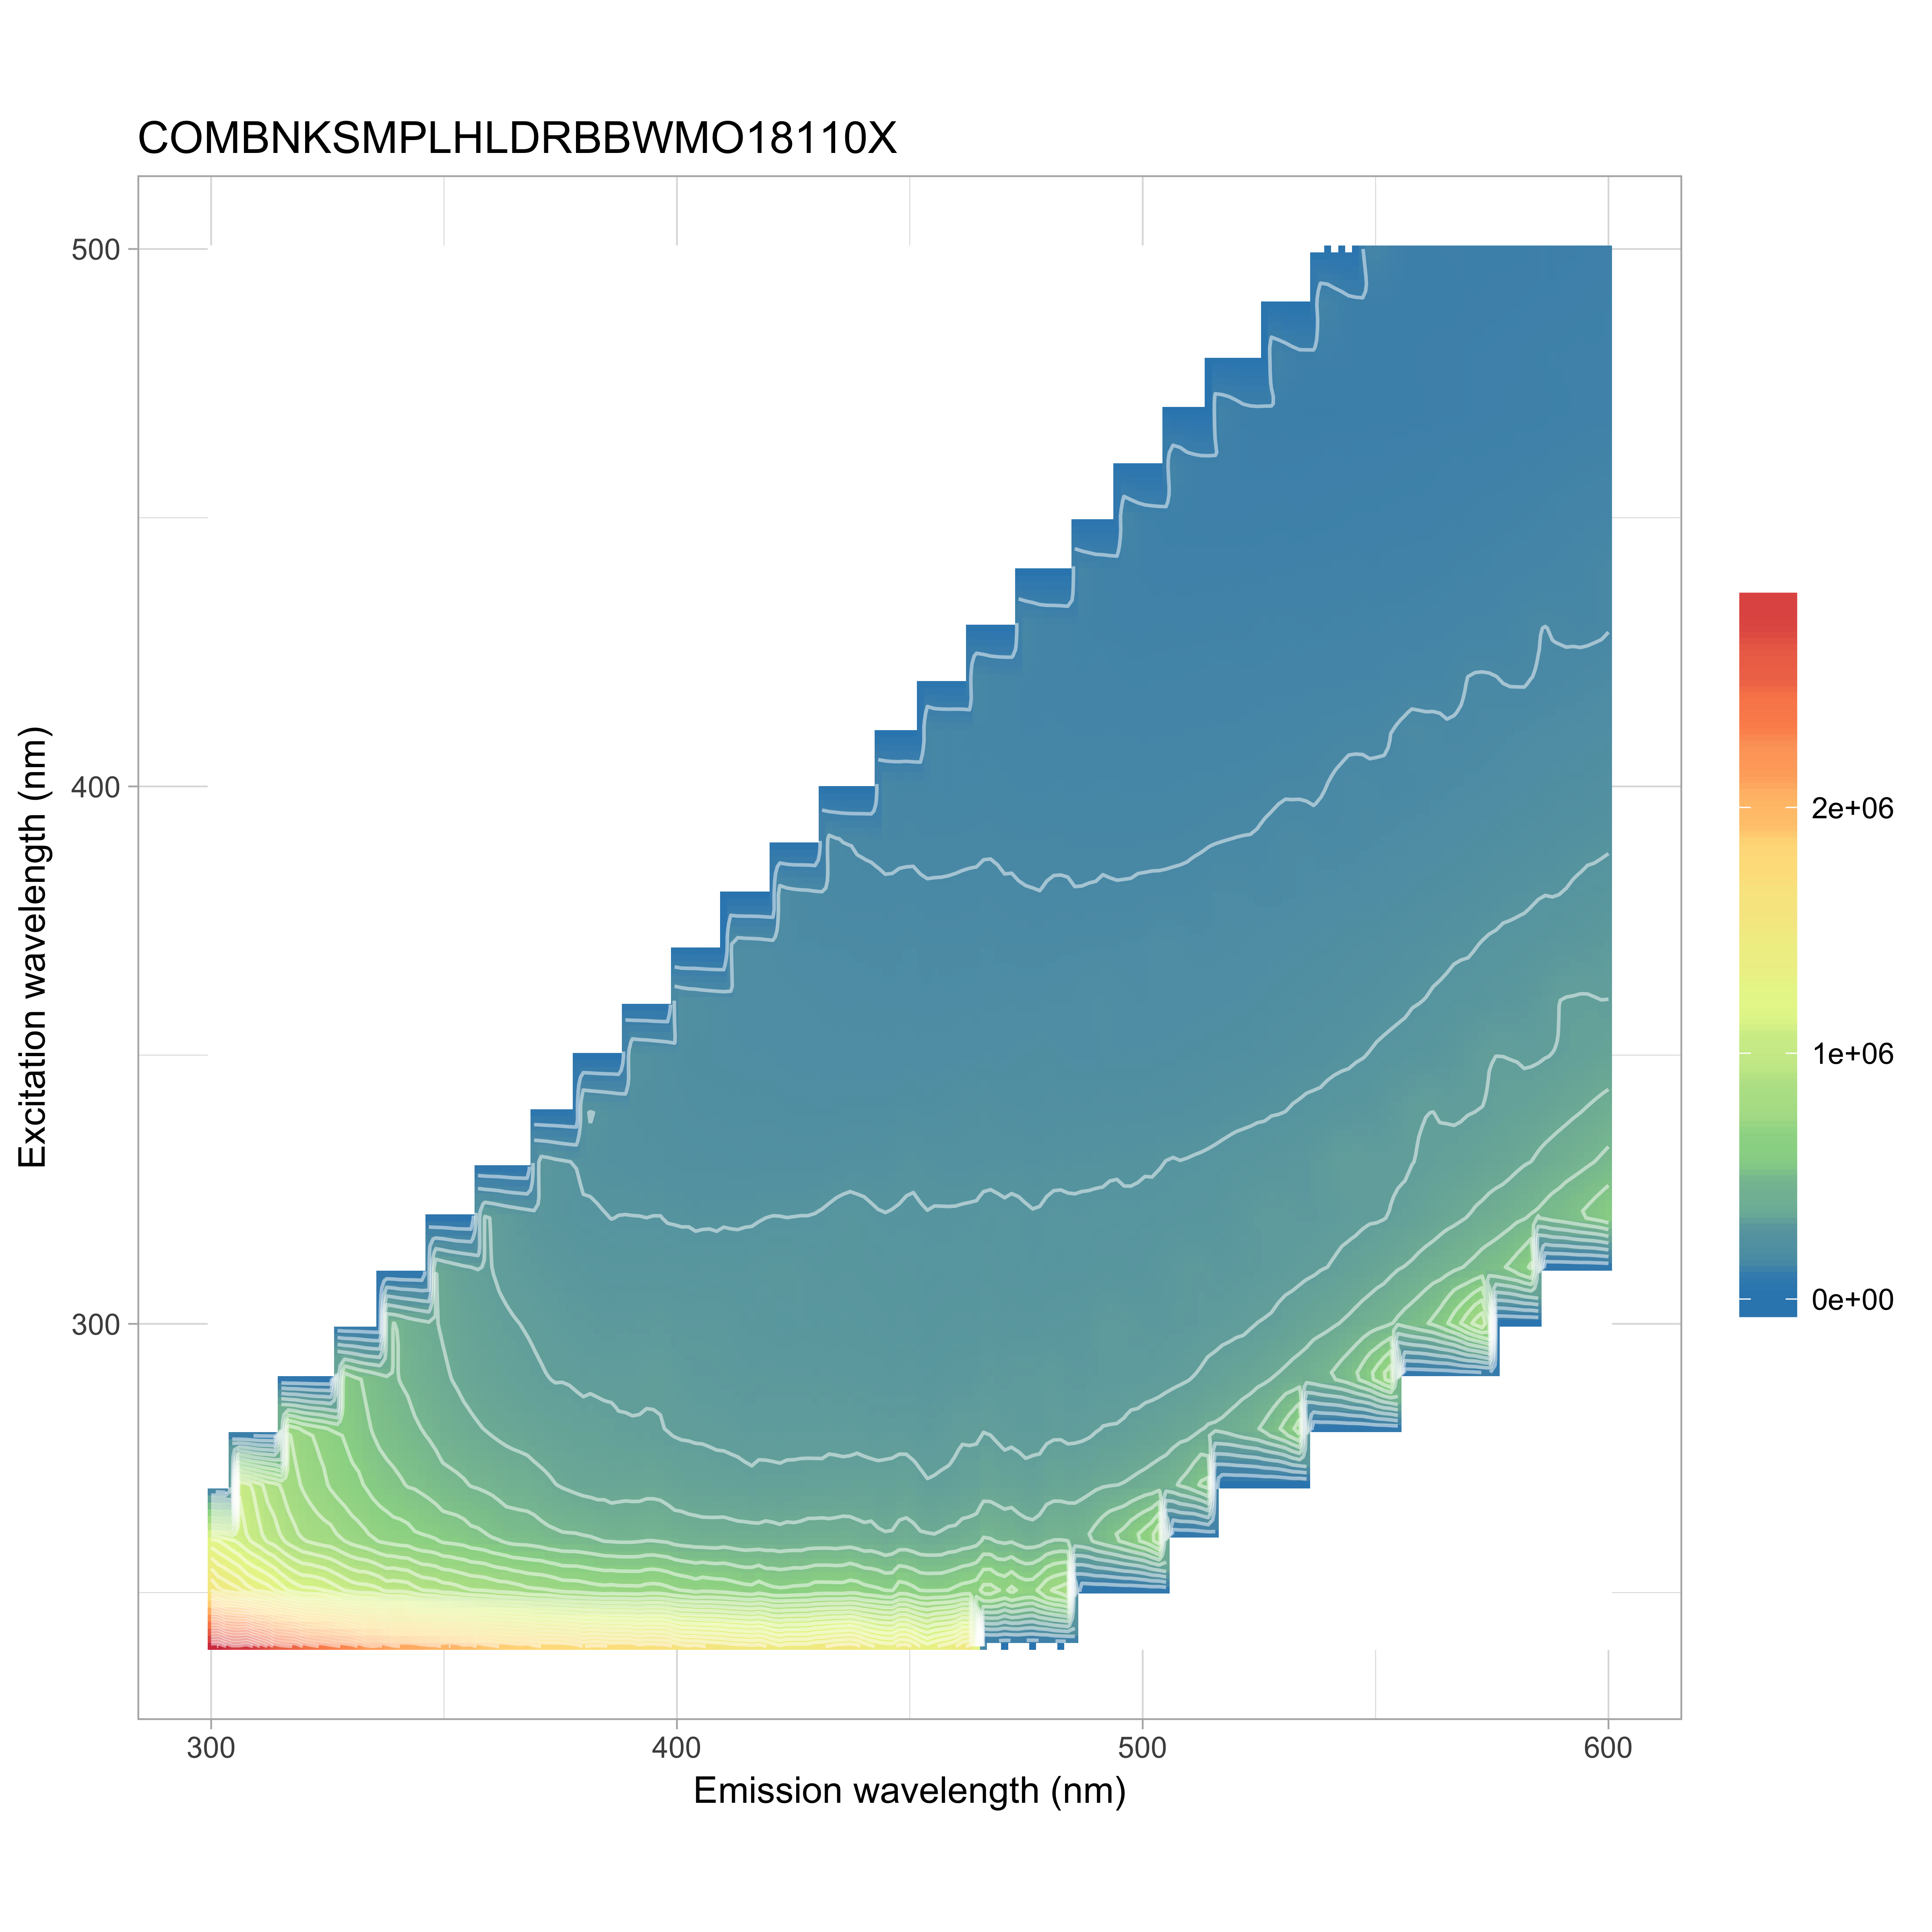 COMBNKSMPLHLDRBBWMO18110X
500
400
300
Excitation wavelength (nm)
300
400
500
600
Emission wavelength (nm)
2e+06
1e+06
0e+00